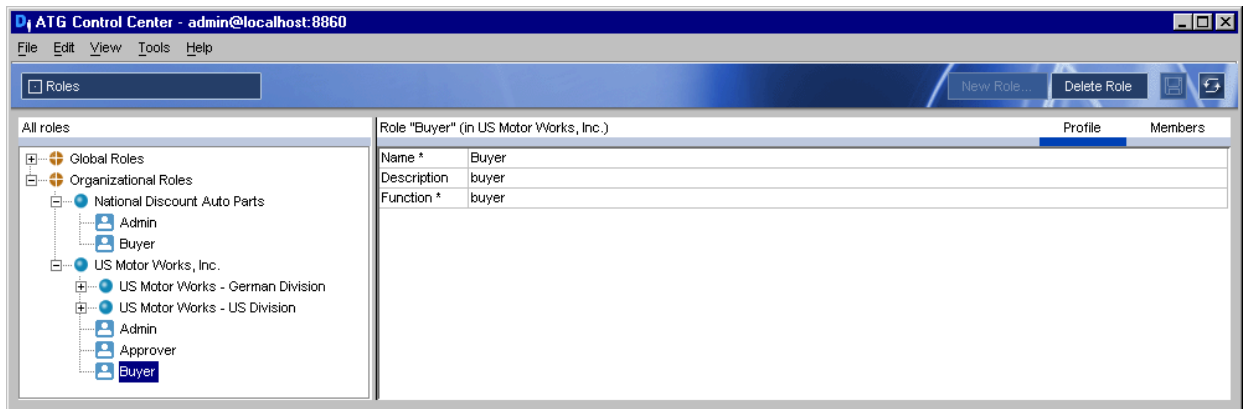 ATG Control Center - admin@localhost:8860
File Edit View Tools Help
Roles
New Role... Delete Role
All roles
Role "Buyer" (in US Motor Works, Inc.) Profile Members
Global Roles
Organizational Roles
National Discount Auto Parts
Admin
Buyer
US Motor Works, Inc.
US Motor Works - German Division
US Motor Works - US Division
Admin
Approver
Buyer
Name * Buyer
Description buyer
Function * buyer